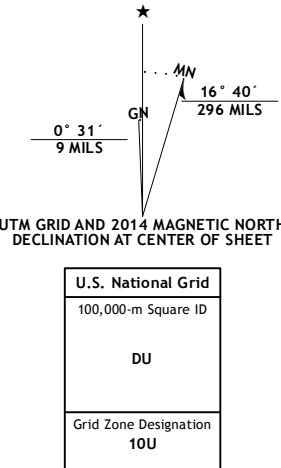 ★
MN
16° 40´
296 MILS
GN
0° 31´
9 MILS
UTM GRID AND 2014 MAGNETIC NORTH
DECLINATION AT CENTER OF SHEET
U.S. National Grid
100,000-m Square ID
DU
Grid Zone Designation
10U